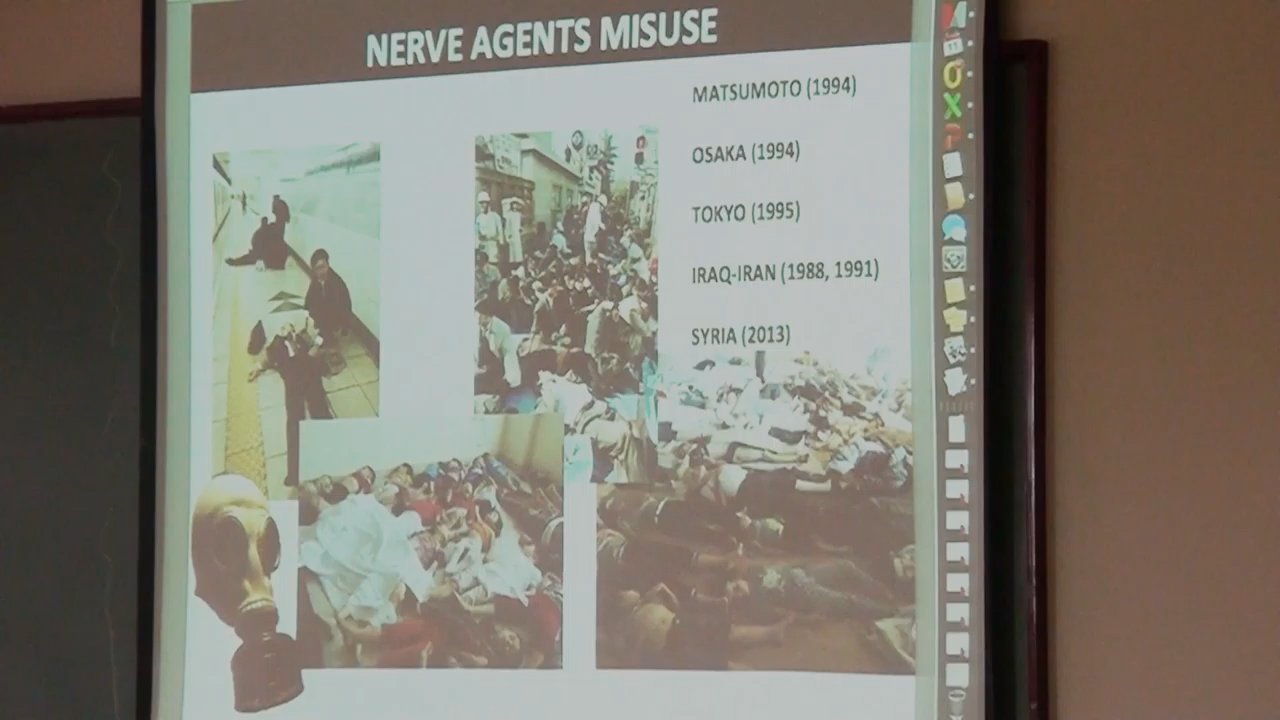 NERVE AGENTS MISUSE
MATSUMOTO (1994)
OSAKA (1994)
TOKYO (1995)
IRAQ-IRAN (1988, 1991)
SYRIA (2013)